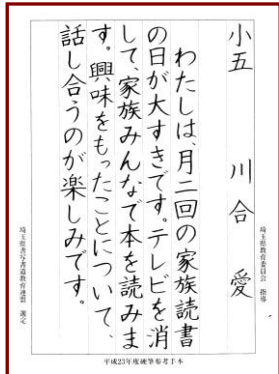 小五　川合　愛
わたしは、月二回の家族読書
の日が大すきです。テレビを消
して、家族みんなで本を読みま
す。興味をもったことについて、
話し合うのが楽しみです。
埼玉県教育委員会　指導
埼玉県書写書道教育連盟　選定
平成23年度硬筆参考手本